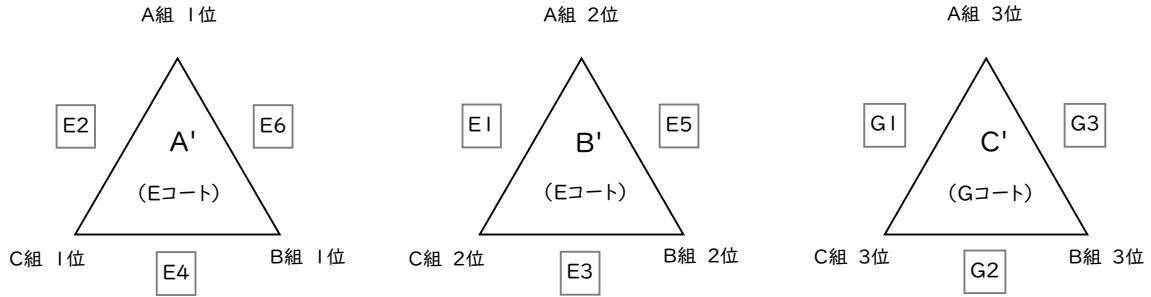 A組 1位
E2
E6
A'
(Eコート)
C組 1位
B組 1位
E4
A組 2位
E1
E5
B'
(Eコート)
C組 2位
B組 2位
E3
A組 3位
G1
G3
C'
(Gコート)
C組 3位
B組 3位
G2